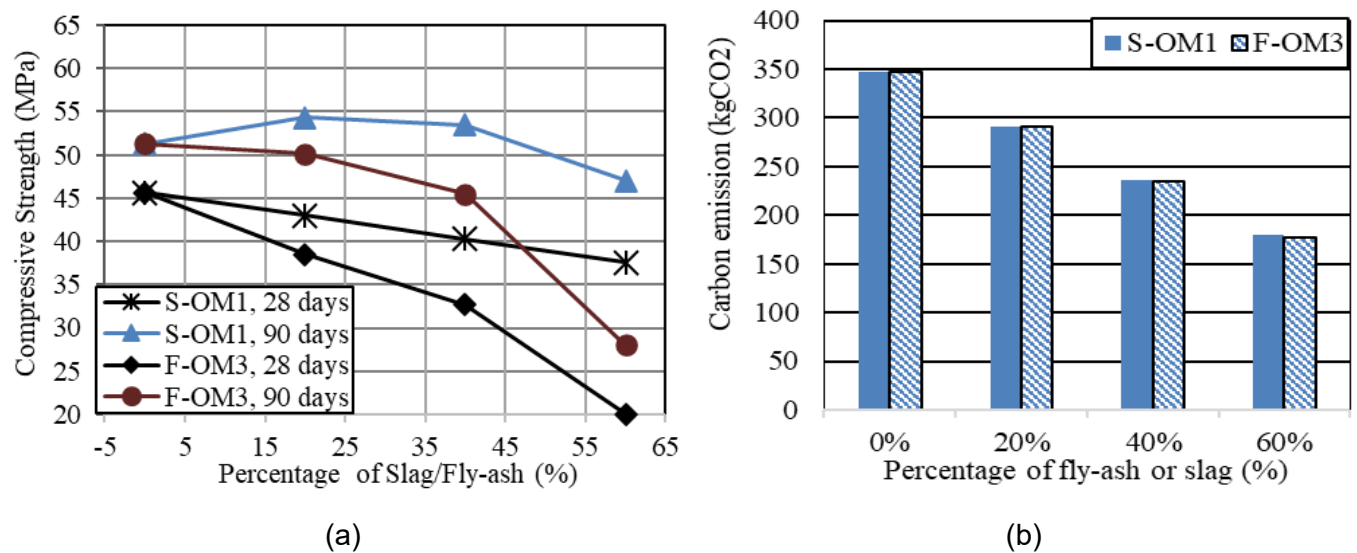 65
60
55
50
45
40
35
30
25
20
Compressive Strength (MPa)
S-OM1, 28 days
S-OM1, 90 days
F-OM3, 28 days
F-OM3, 90 days
-5 5 15 25 35 45 55 65
Percentage of Slag/Fly-ash (%)
(a)
S-OM1 F-OM3
400
350
300
250
200
150
100
50
0
Carbon emission (kgCO2)
0% 20% 40% 60%
Percentage of fly-ash or slag (%)
(b)